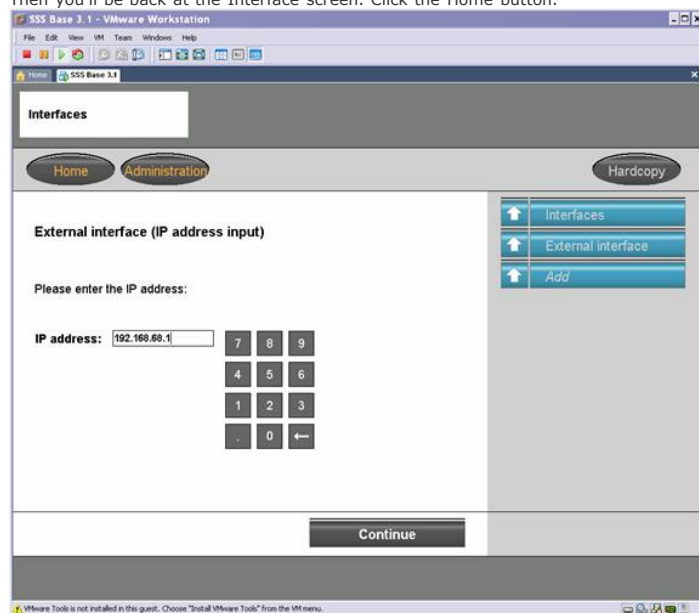 Then you'll be back at the Interface screen. Click the Home button.
SSS Base 3.1 - VMware Workstation
File Edit View VM Team Windows Help
Home SSS Base 3.1
Interfaces
Home Administration Hardcopy
Interfaces
External interface (IP address input)
External interface
Add
Please enter the IP address:
IP address: 192.168.68.1
7 8 9
4 5 6
1 2 3
. 0 ←
Continue
VMware Tools is not installed in this guest. Choose "Install VMware Tools" from the VM menu.